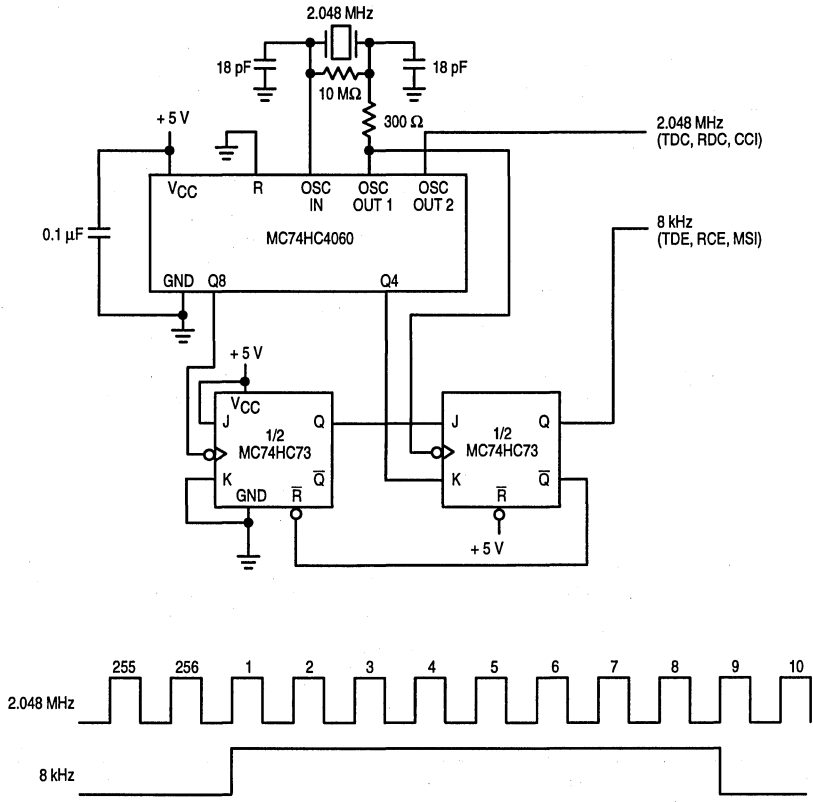 2.048 MHz
18 pF
18 pF
10 MΩ
300 Ω
+ 5 V
2.048 MHz
(TDC, RDC, CCI)
VCC
R
OSC
IN
OSC
OUT 1
OSC
OUT 2
0.1 µF
MC74HC4060
8 kHz
(TDE, RCE, MSI)
GND
Q8
Q4
+ 5 V
VCC
J
Q
1/2
MC74HC73
K
Q̅
GND
R̅
J
Q
1/2
MC74HC73
K
Q̅
R̅
+ 5 V
255 256 1 2 3 4 5 6 7 8 9 10
2.048 MHz
8 kHz